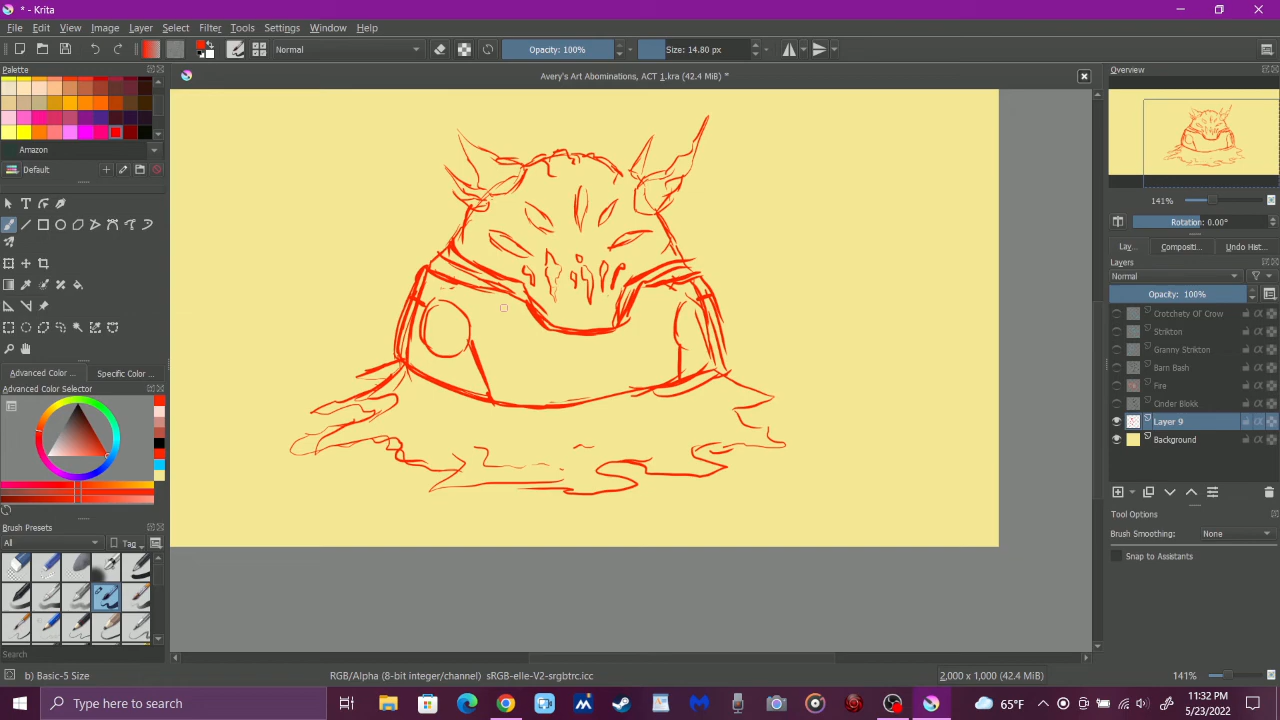 * - Krita
File Edit View Image Layer Select Filter Tools Settings Window Help
Normal Opacity: 100% Size: 14.80 px
Palette
Avery's Art Abominations, ACT 1.kra (42.4 MiB) *
Overview
Amazon
Default
141%
Rotation: 0.00°
Lay... Compositi... Undo Hist...
Layers
Normal
Opacity: 100%
Crotchety Ol' Crow
Strikton
Granny Strikton
Barn Bash
Fire
Cinder Blokk
Layer 9
Background
Advanced Color ... Specific Color ...
Advanced Color Selector
Tool Options
Brush Smoothing: None
Snap to Assistants
Brush Presets
All Tag
Search
b) Basic-5 Size RGB/Alpha (8-bit integer/channel) sRGB-elle-V2-srgbtrc.icc 2,000 x 1,000 (42.4 MiB) 141%
Type here to search 65°F 11:32 PM
5/23/2022